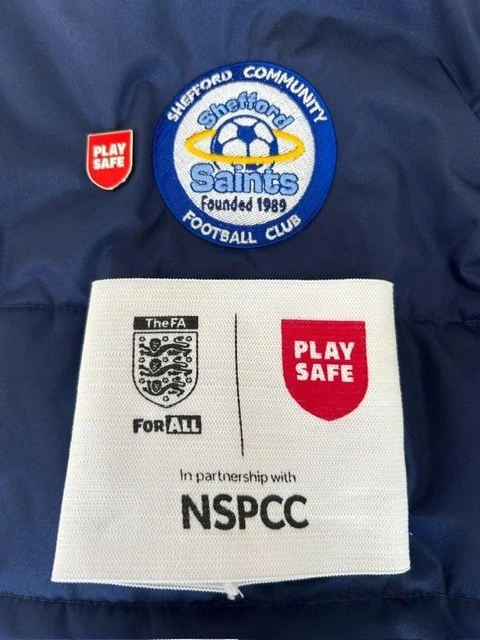 PLAY
SAFE
SHEFFORD COMMUNITY
Shefford
Saints
Founded 1989
FOOTBALL CLUB
The FA
FOR ALL
PLAY
SAFE
In partnership with
NSPCC